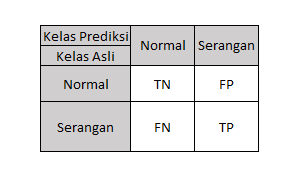 Kelas Prediksi
Normal Serangan
Kelas Asli
Normal TN FP
Serangan FN TP